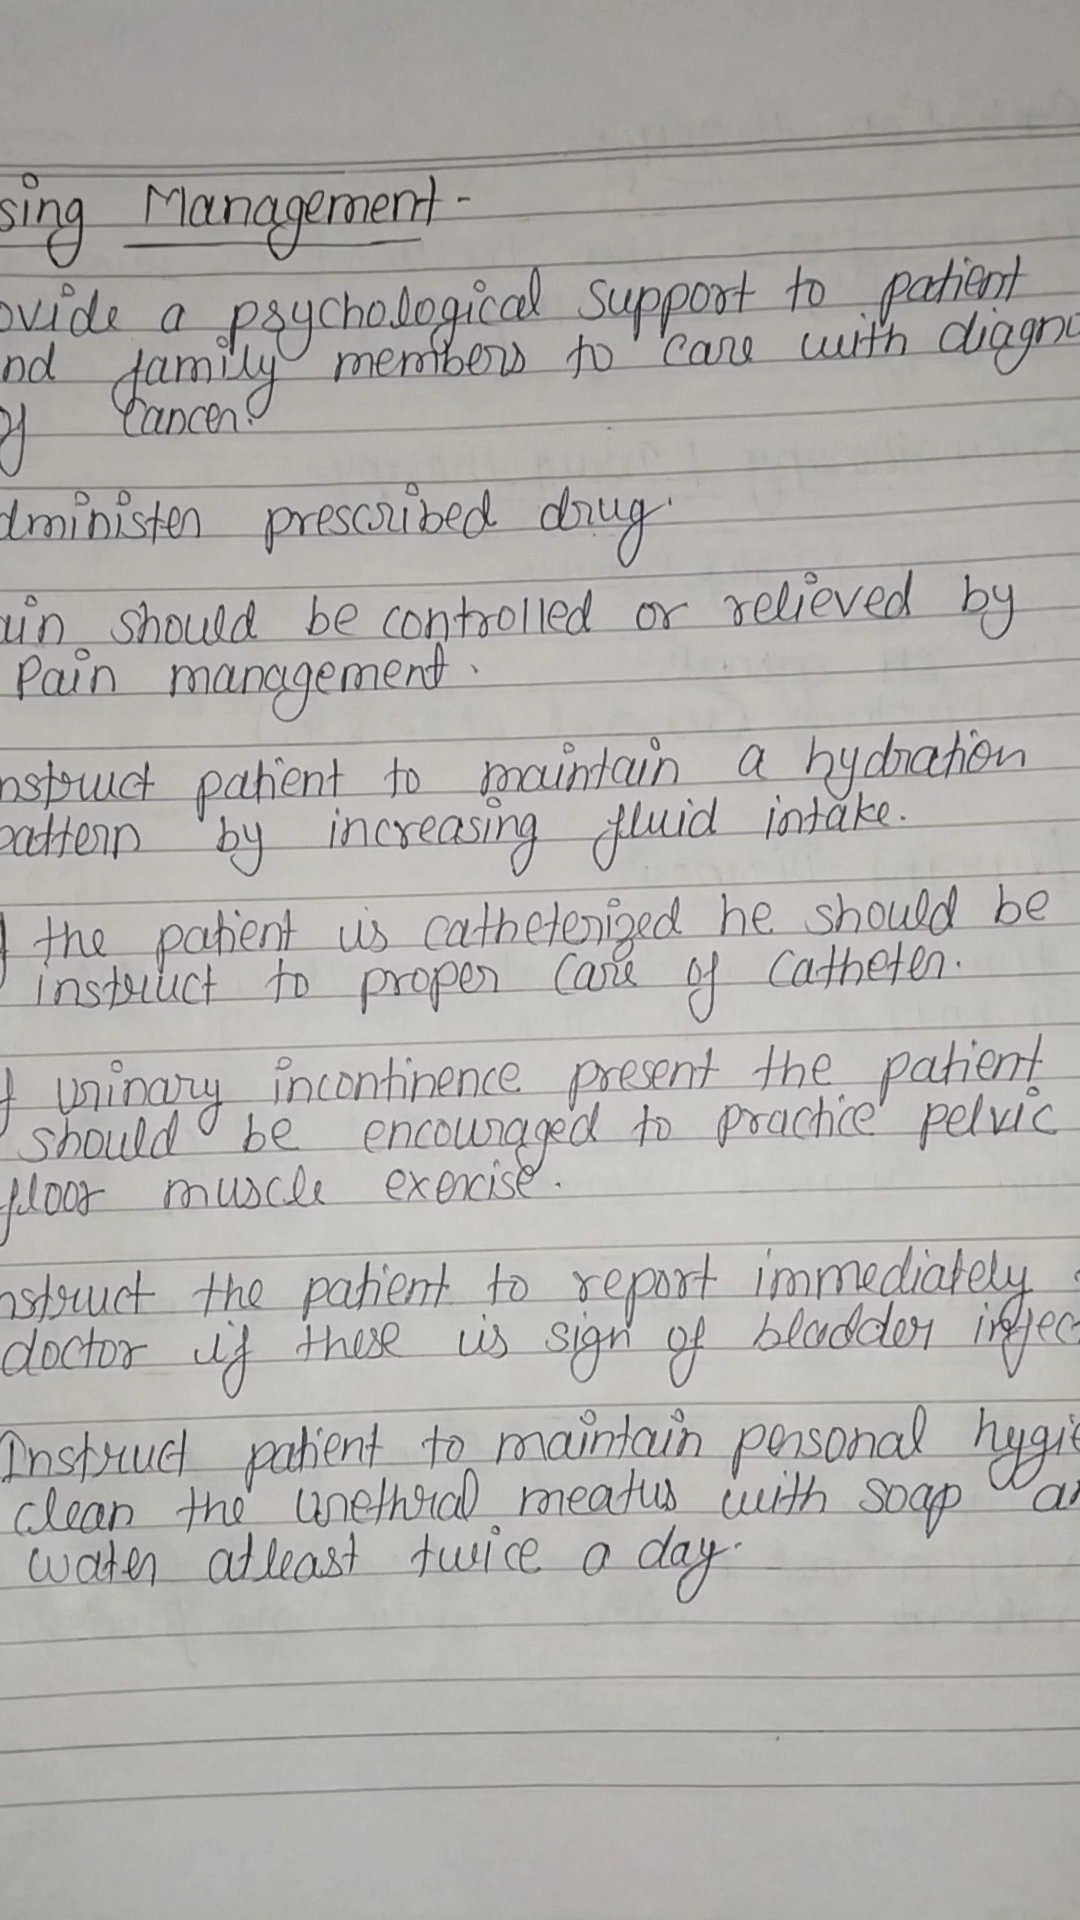 sing Management -
ovide a psychological support to patient
nd family members to care with diagno
of cancer.
dminister prescribed drug.
ain should be controlled or relieved by
Pain management.
nstruct patient to maintain a hydration
pattern by increasing fluid intake.
f the patient is catheterized he should be
instruct to proper care of catheter.
f urinary incontinence present the patient
should be encouraged to practice pelvic
floor muscle exercise.
nstruct the patient to report immediately
doctor if there is sign of bladder infec
Instruct patient to maintain personal hygie
clean the urethral meatus with soap an
water atleast twice a day.